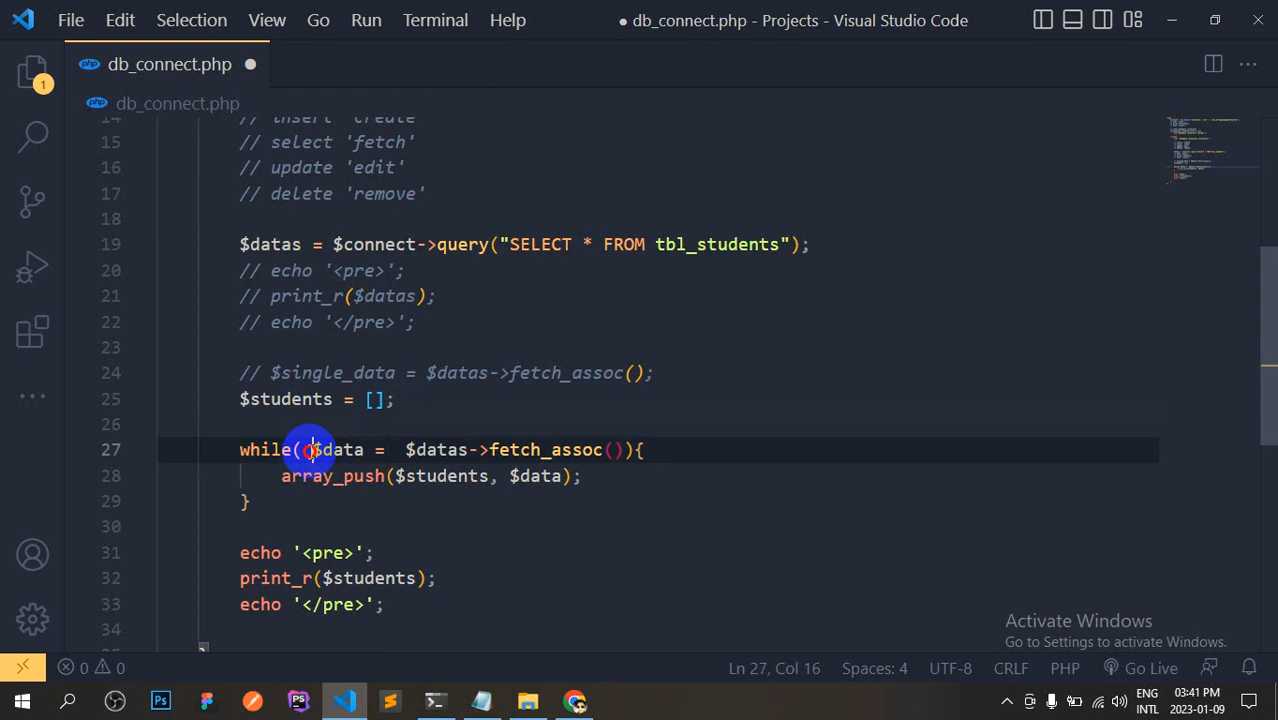 File Edit Selection View Go Run Terminal Help ● db_connect.php - Projects - Visual Studio Code
db_connect.php ●
db_connect.php
1
14 // insert 'create'
15 // select 'fetch'
16 // update 'edit'
17 // delete 'remove'
18
19 $datas = $connect->query("SELECT * FROM tbl_students");
20 // echo '<pre>';
21 // print_r($datas);
22 // echo '</pre>';
23
24 // $single_data = $datas->fetch_assoc();
25 $students = [];
26
27 while( $data =  $datas->fetch_assoc()){
28 array_push($students, $data);
29 }
30
31 echo '<pre>';
32 print_r($students);
33 echo '</pre>';
34
35 }
Activate Windows
Go to Settings to activate Windows.
0 0 Ln 27, Col 16 Spaces: 4 UTF-8 CRLF PHP Go Live
ENG 03:41 PM
INTL 2023-01-09